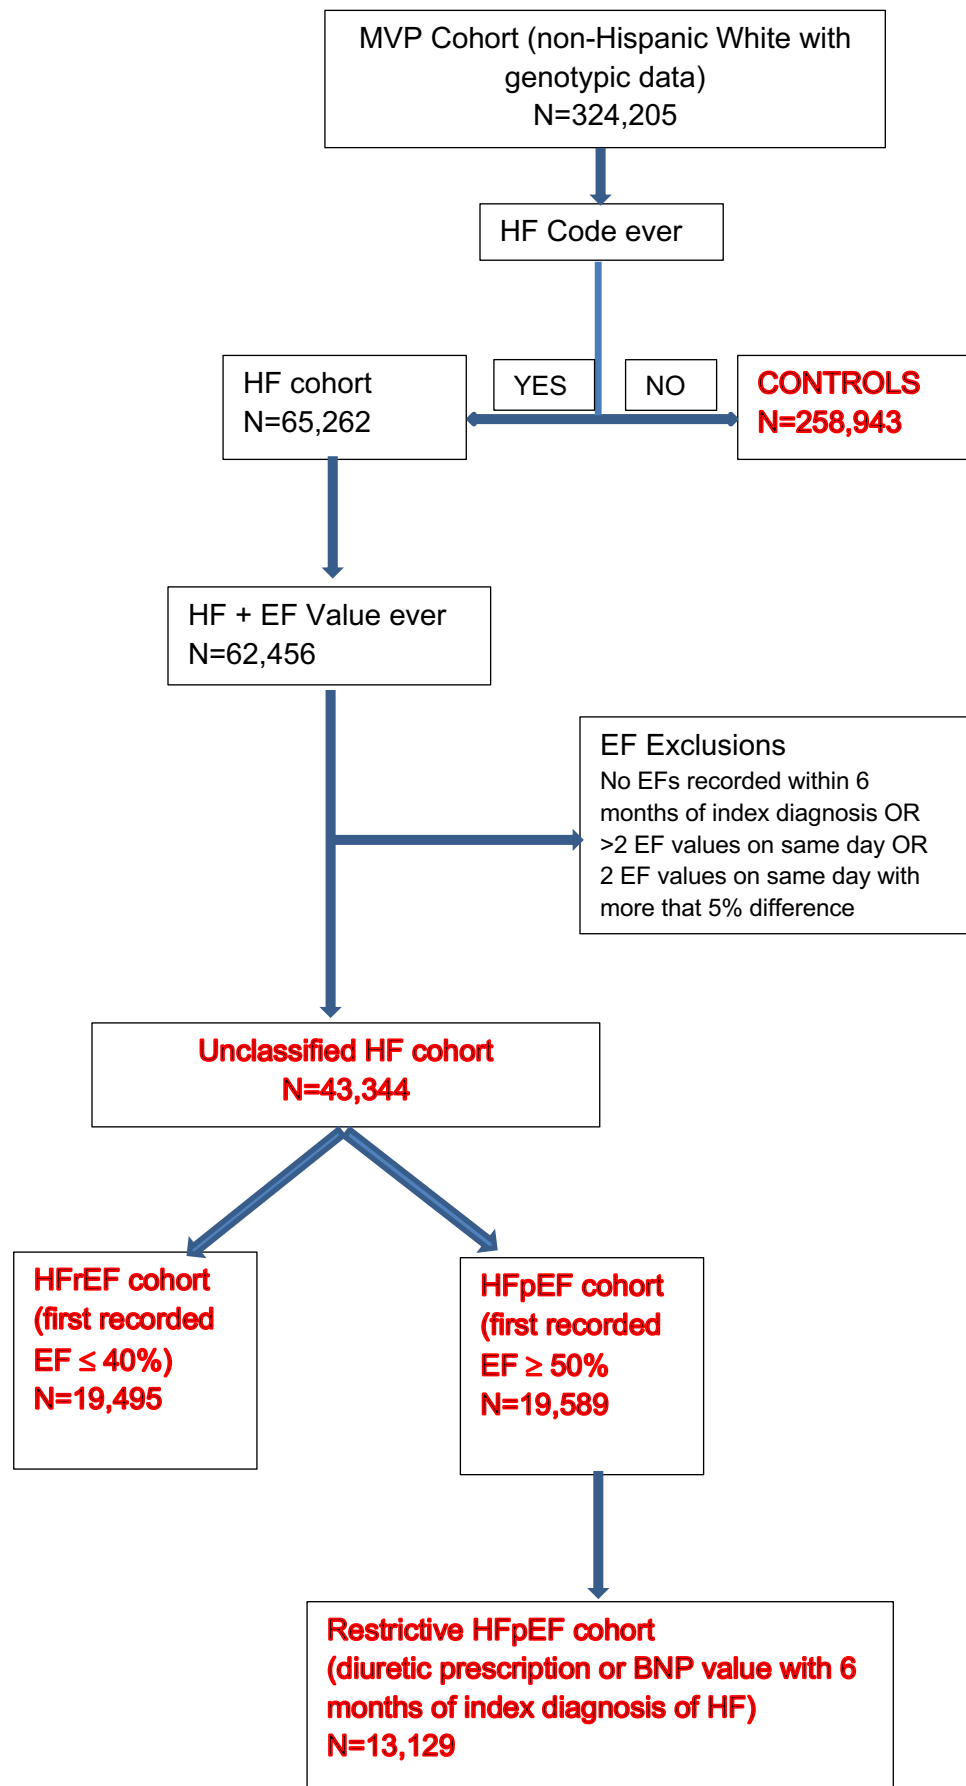 MVP Cohort (non-Hispanic White with
genotypic data)
N=324,205
HF Code ever
HF cohort
N=65,262
YES
NO
CONTROLS
N=258,943
HF + EF Value ever
N=62,456
EF Exclusions
No EFs recorded within 6
months of index diagnosis OR
>2 EF values on same day OR
2 EF values on same day with
more that 5% difference
Unclassified HF cohort
N=43,344
HFrEF cohort
(first recorded
EF ≤ 40%)
N=19,495
HFpEF cohort
(first recorded
EF ≥ 50%
N=19,589
Restrictive HFpEF cohort
(diuretic prescription or BNP value with 6
months of index diagnosis of HF)
N=13,129